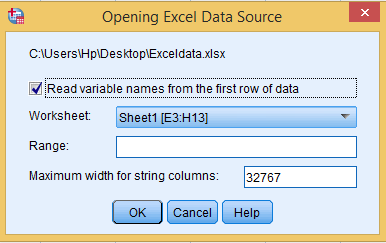 Opening Excel Data Source
C:\Users\Hp\Desktop\Exceldata.xlsx
Read variable names from the first row of data
Worksheet: Sheet1 [E3:H13]
Range:
Maximum width for string columns: 32767
OK Cancel Help